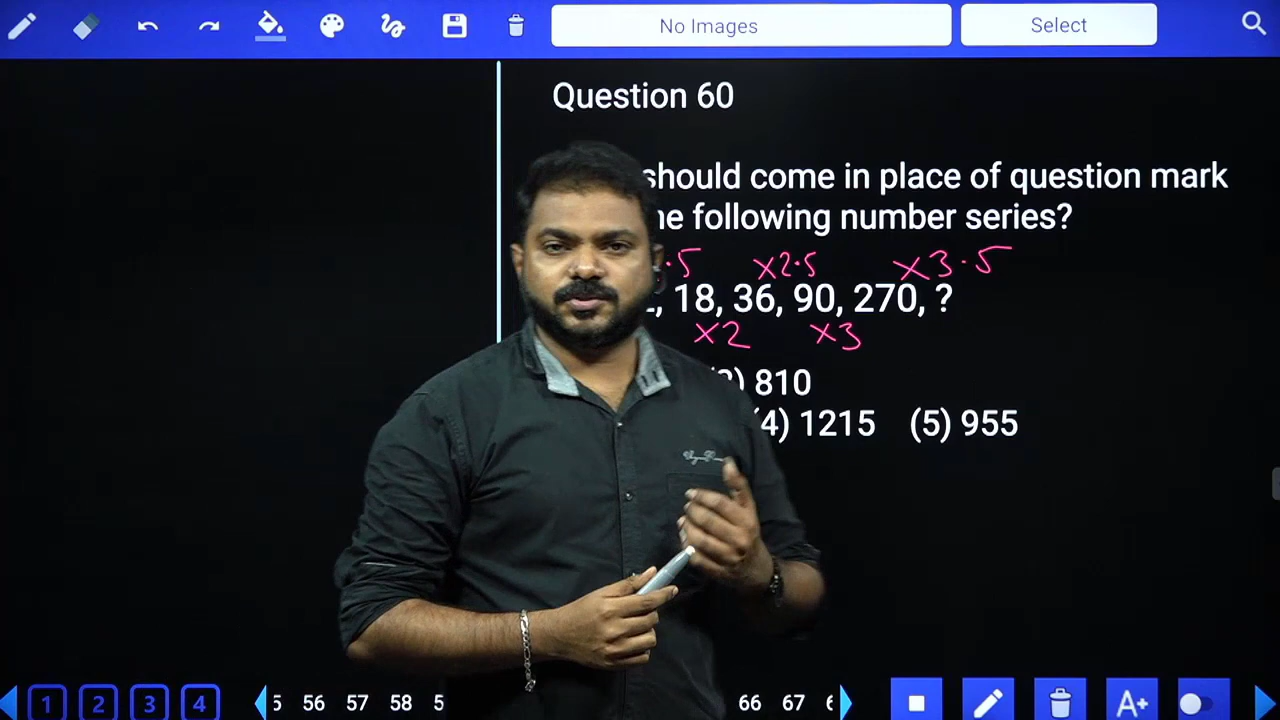 No Images
Select
Question 60
should come in place of question mark
following number series?
×2.5 ×3.5
18, 36, 90, 270, ?
×2 ×3
810
(4) 1215 (5) 955
1 2 3 4 56 57 58 66 67 A+